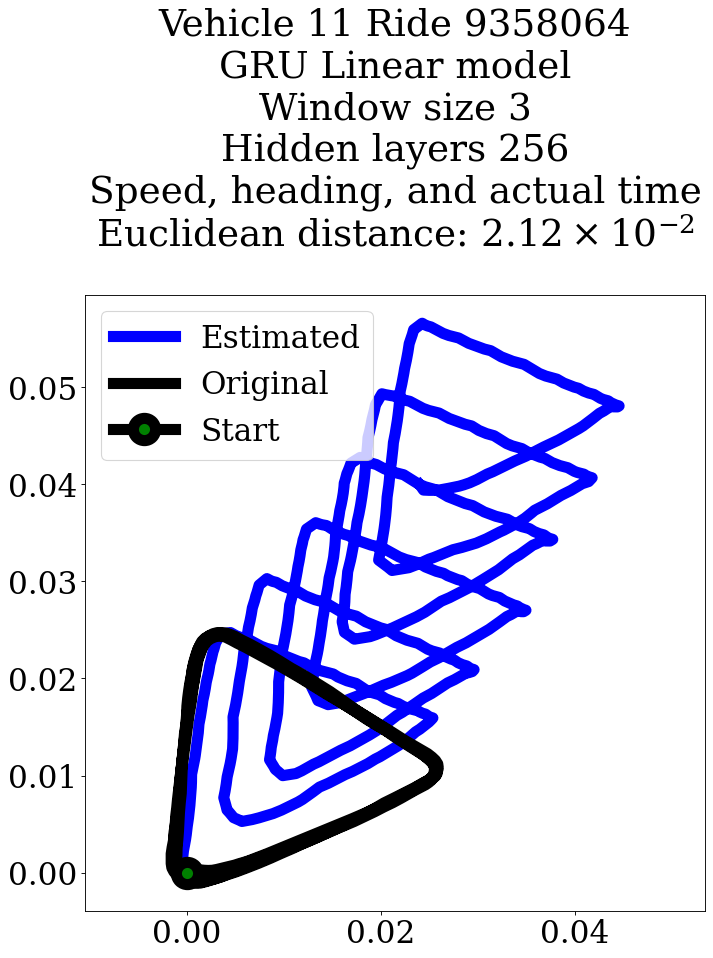 Vehicle 11 Ride 9358064
GRU Linear model
Window size 3
Hidden layers 256
Speed, heading, and actual time
Euclidean distance: 2.12 × 10⁻²
Estimated
Original
Start
0.05
0.04
0.03
0.02
0.01
0.00
0.00 0.02 0.04